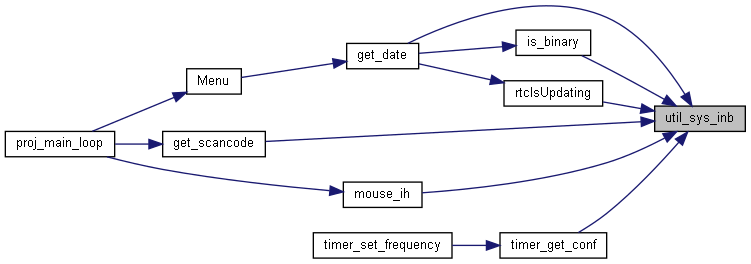 is_binary
get_date
Menu
rtcIsUpdating
util_sys_inb
proj_main_loop
get_scancode
mouse_ih
timer_set_frequency
timer_get_conf